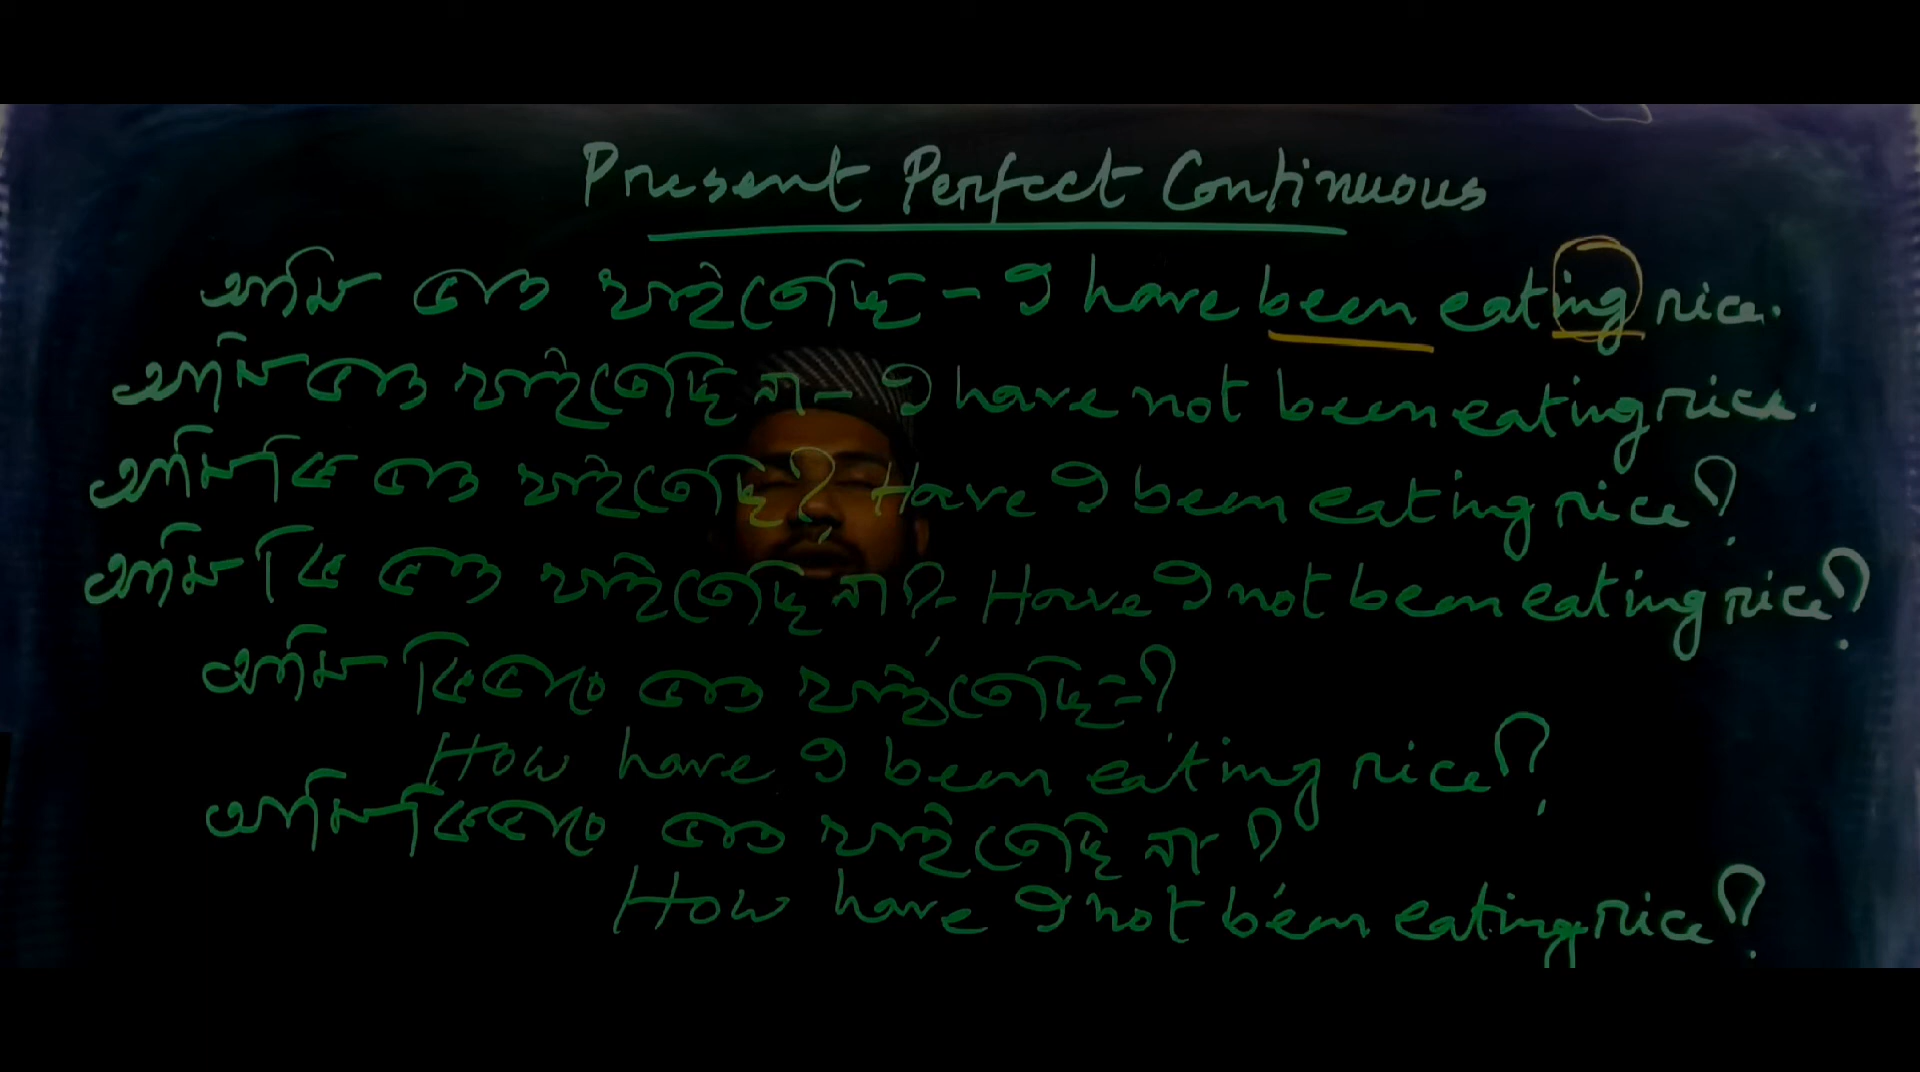 Present Perfect Continuous
আমি ভাত খাইতেছি - I have been eating rice.
আমি ভাত খাইতেছি না - I have not been eating rice.
আমি কি ভাত খাইতেছি? Have I been eating rice?
আমি কি ভাত খাইতেছি না? - Have I not been eating rice?
আমি কিভাবে ভাত খাইতেছি - ?
How have I been eating rice?
আমি কিভাবে ভাত খাইতেছি না?
How have I not been eating rice?